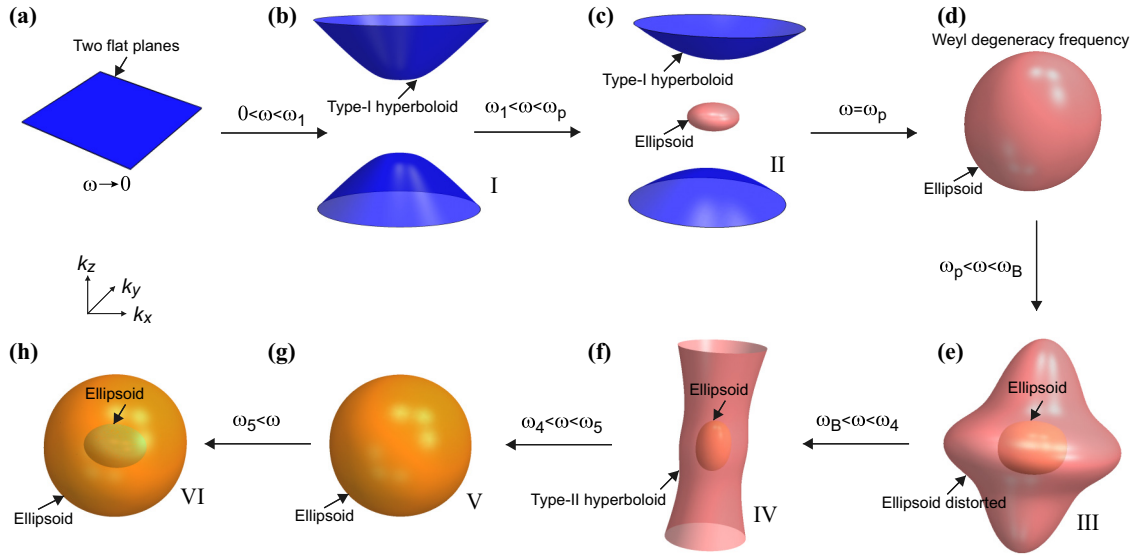 (a)
Two flat planes
ω→0
0<ω<ω1
(b)
Type-I hyperboloid
I
ω1<ω<ωp
(c)
Type-I hyperboloid
Ellipsoid
II
ω=ωp
(d)
Weyl degeneracy frequency
Ellipsoid
ωp<ω<ωB
kz
ky
kx
(h)
Ellipsoid
Ellipsoid
VI
ω5<ω
(g)
Ellipsoid
V
ω4<ω<ω5
(f)
Ellipsoid
Type-II hyperboloid
IV
ωB<ω<ω4
(e)
Ellipsoid
Ellipsoid distorted
III